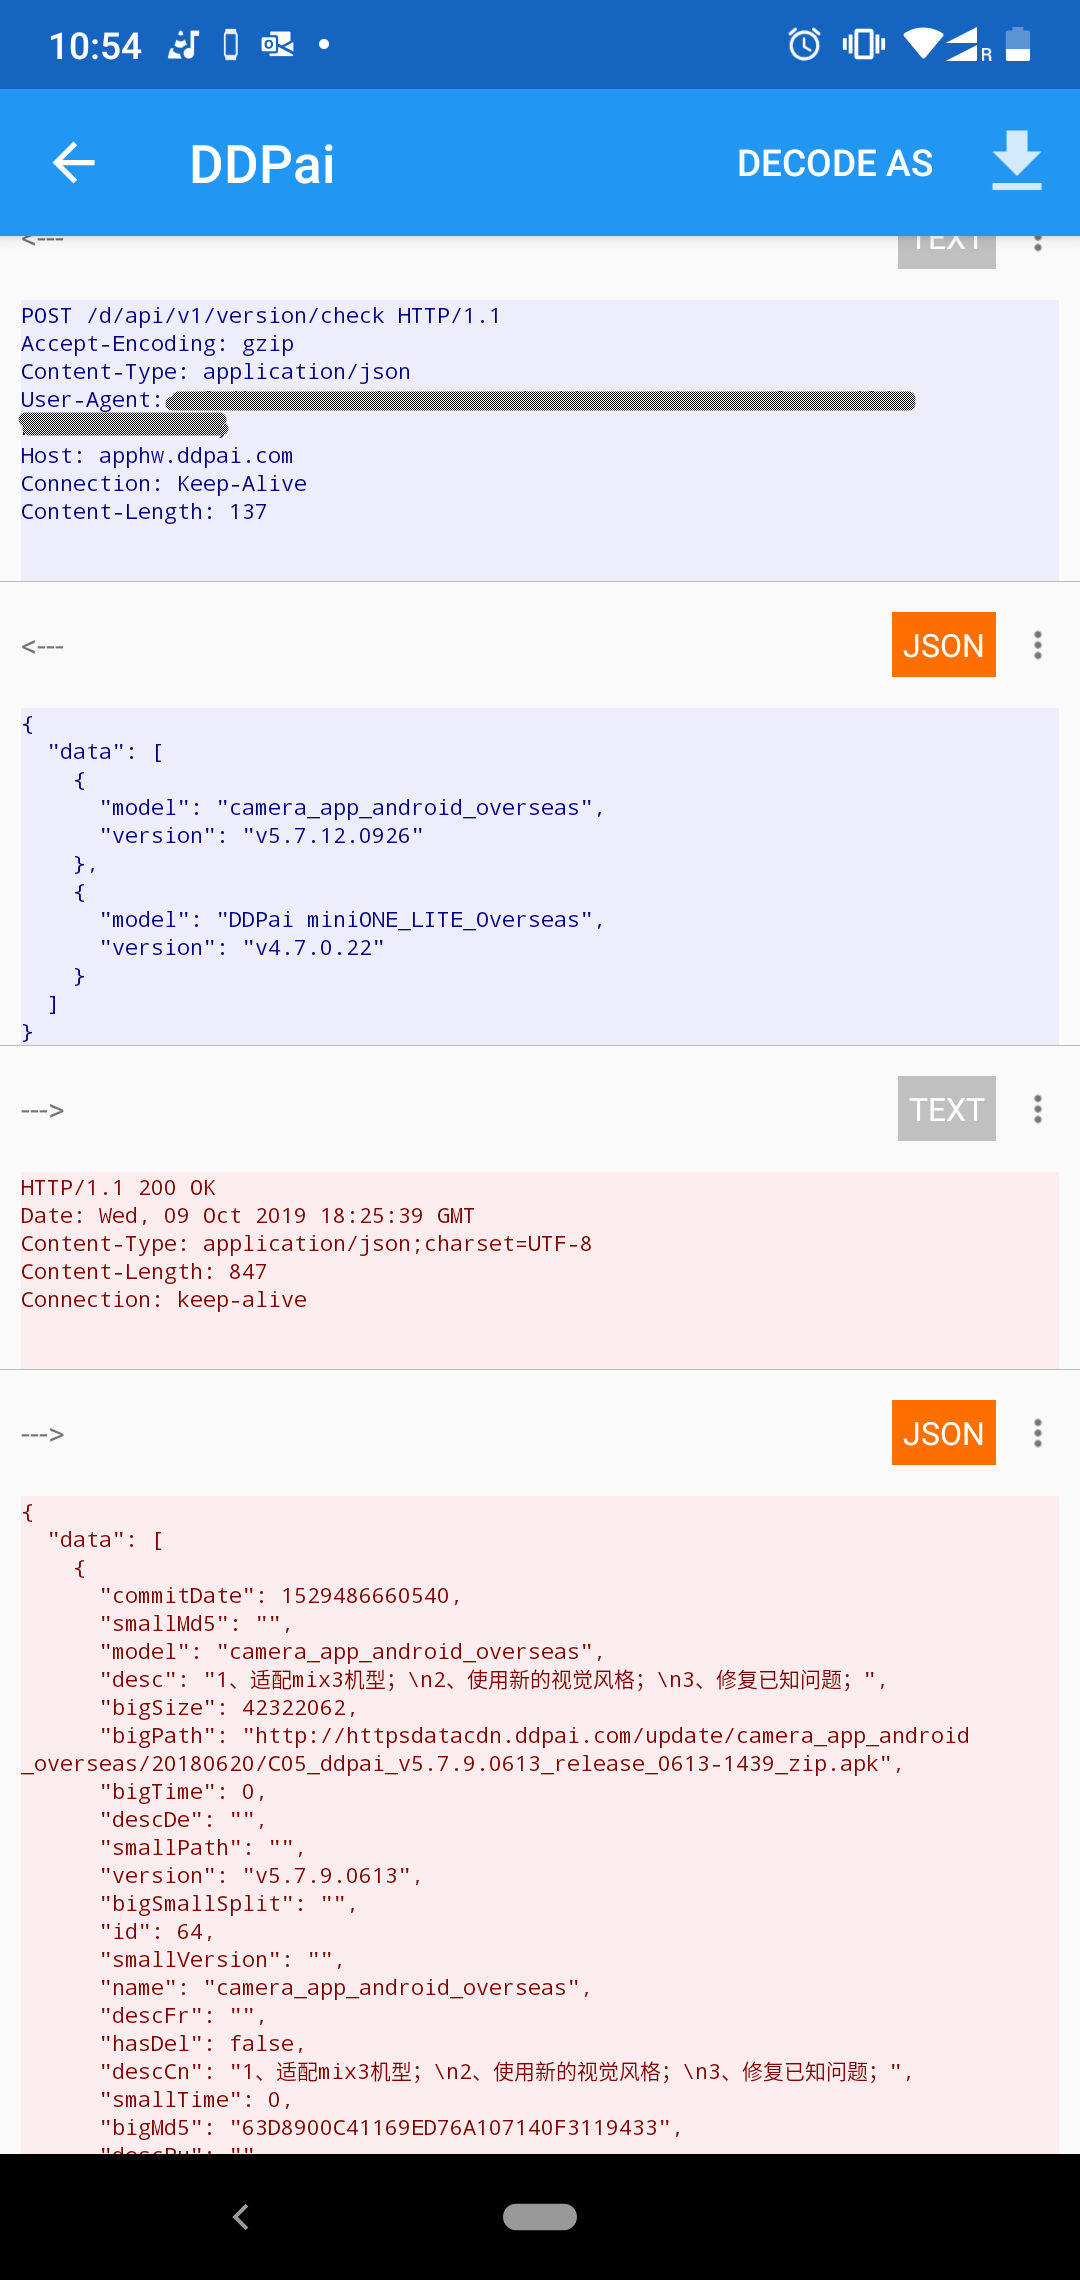 10:54
R
DDPai
DECODE AS
<---
TEXT
POST /d/api/v1/version/check HTTP/1.1
Accept-Encoding: gzip
Content-Type: application/json
User-Agent:
Host: apphw.ddpai.com
Connection: Keep-Alive
Content-Length: 137
<---
JSON
{
"data": [
{
"model": "camera_app_android_overseas",
"version": "v5.7.12.0926"
},
{
"model": "DDPai miniONE_LITE_Overseas",
"version": "v4.7.0.22"
}
]
}
--->
TEXT
HTTP/1.1 200 OK
Date: Wed, 09 Oct 2019 18:25:39 GMT
Content-Type: application/json;charset=UTF-8
Content-Length: 847
Connection: keep-alive
--->
JSON
{
"data": [
{
"commitDate": 1529486660540,
"smallMd5": "",
"model": "camera_app_android_overseas",
"desc": "1、适配mix3机型；\n2、使用新的视觉风格；\n3、修复已知问题；",
"bigSize": 42322062,
"bigPath": "http://httpsdatacdn.ddpai.com/update/camera_app_android
_overseas/20180620/C05_ddpai_v5.7.9.0613_release_0613-1439_zip.apk",
"bigTime": 0,
"descDe": "",
"smallPath": "",
"version": "v5.7.9.0613",
"bigSmallSplit": "",
"id": 64,
"smallVersion": "",
"name": "camera_app_android_overseas",
"descFr": "",
"hasDel": false,
"descCn": "1、适配mix3机型；\n2、使用新的视觉风格；\n3、修复已知问题；",
"smallTime": 0,
"bigMd5": "63D8900C41169ED76A107140F3119433",